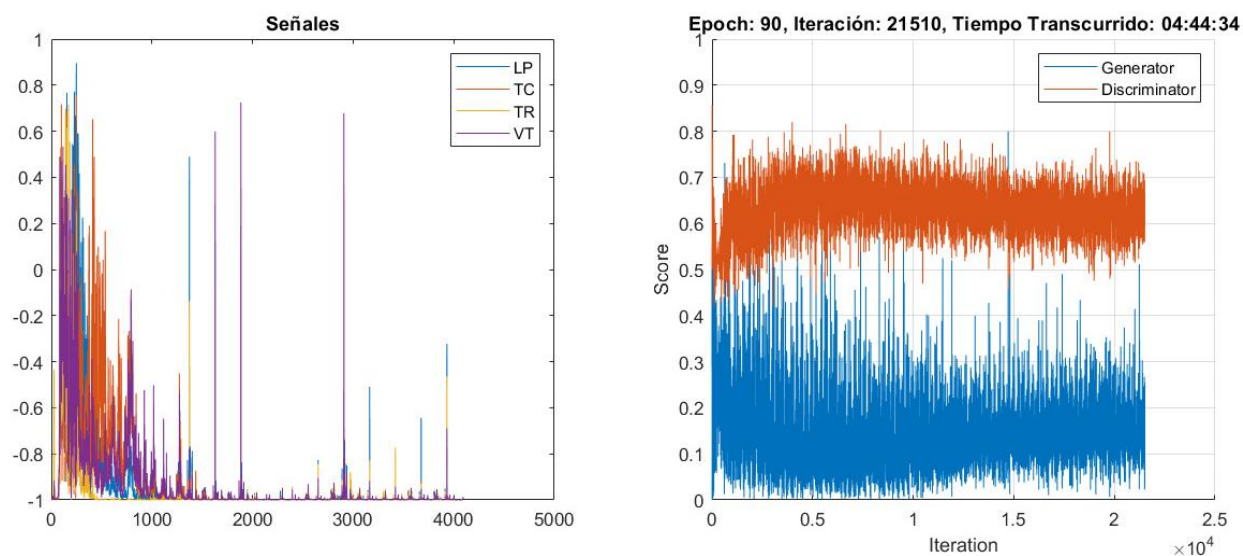 Señales
1
0.8
0.6
0.4
0.2
0
-0.2
-0.4
-0.6
-0.8
-1
0 1000 2000 3000 4000 5000
LP
TC
TR
VT
Epoch: 90, Iteración: 21510, Tiempo Transcurrido: 04:44:34
Score
1
0.9
0.8
0.7
0.6
0.5
0.4
0.3
0.2
0.1
0
0 0.5 1 1.5 2 2.5
×10⁴
Iteration
Generator
Discriminator